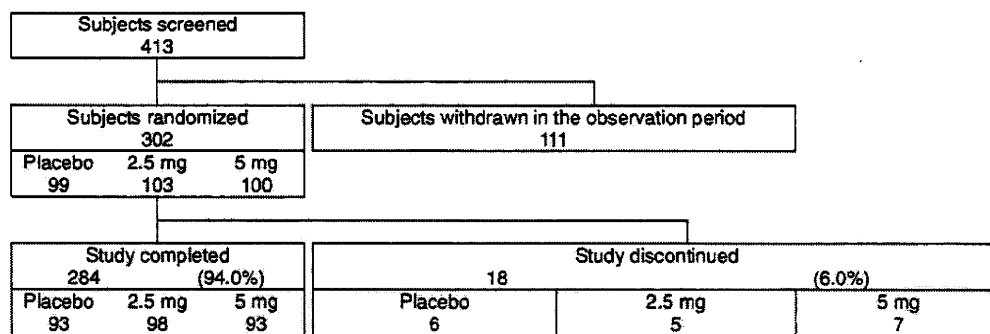 Subjects screened
413
Subjects randomized
302
Placebo 2.5 mg 5 mg
99 103 100
Subjects withdrawn in the observation period
111
Study completed
284 (94.0%)
Placebo 2.5 mg 5 mg
93 98 93
Study discontinued
18 (6.0%)
Placebo 2.5 mg 5 mg
6 5 7